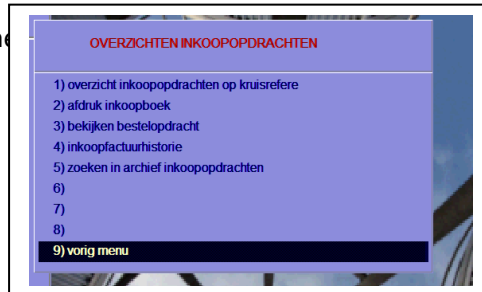 OVERZICHTEN INKOOPOPDRACHTEN
1) overzicht inkoopopdrachten op kruisrefere
2) afdruk inkoopboek
3) bekijken bestelopdracht
4) inkoopfactuurhistorie
5) zoeken in archief inkoopopdrachten
6)
7)
8)
9) vorig menu